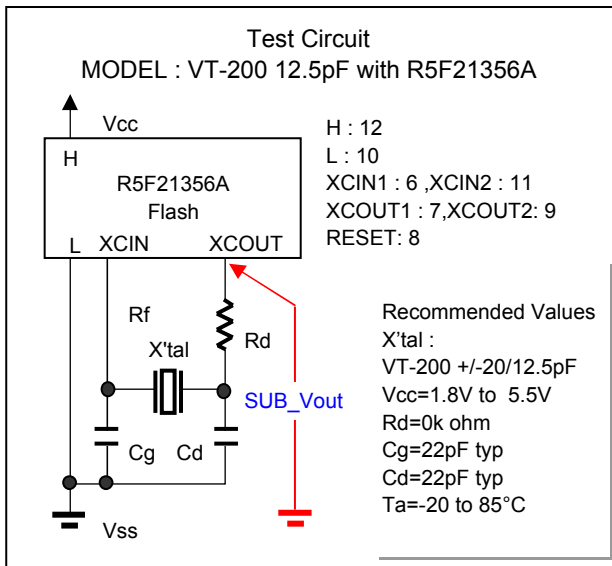 Test Circuit
MODEL : VT-200 12.5pF with R5F21356A
Vcc
H
R5F21356A
Flash
L XCIN XCOUT
H : 12
L : 10
XCIN1 : 6 ,XCIN2 : 11
XCOUT1 : 7,XCOUT2: 9
RESET: 8
Rf
X'tal
Rd
SUB_Vout
Cg
Cd
Vss
Recommended Values
X’tal :
VT-200 +/-20/12.5pF
Vcc=1.8V to 5.5V
Rd=0k ohm
Cg=22pF typ
Cd=22pF typ
Ta=-20 to 85°C